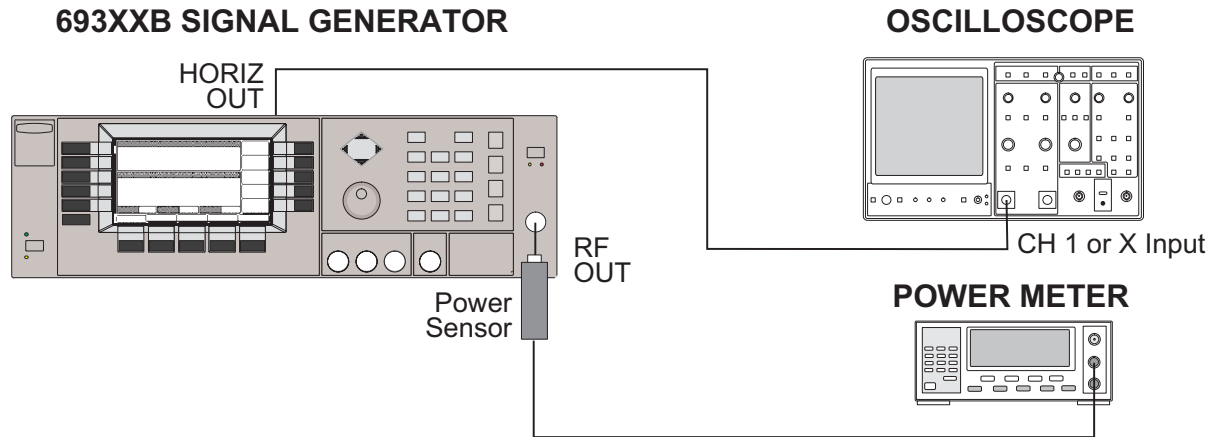 693XXB SIGNAL GENERATOR
OSCILLOSCOPE
HORIZ
OUT
RF
OUT
Power
Sensor
CH 1 or X Input
POWER METER